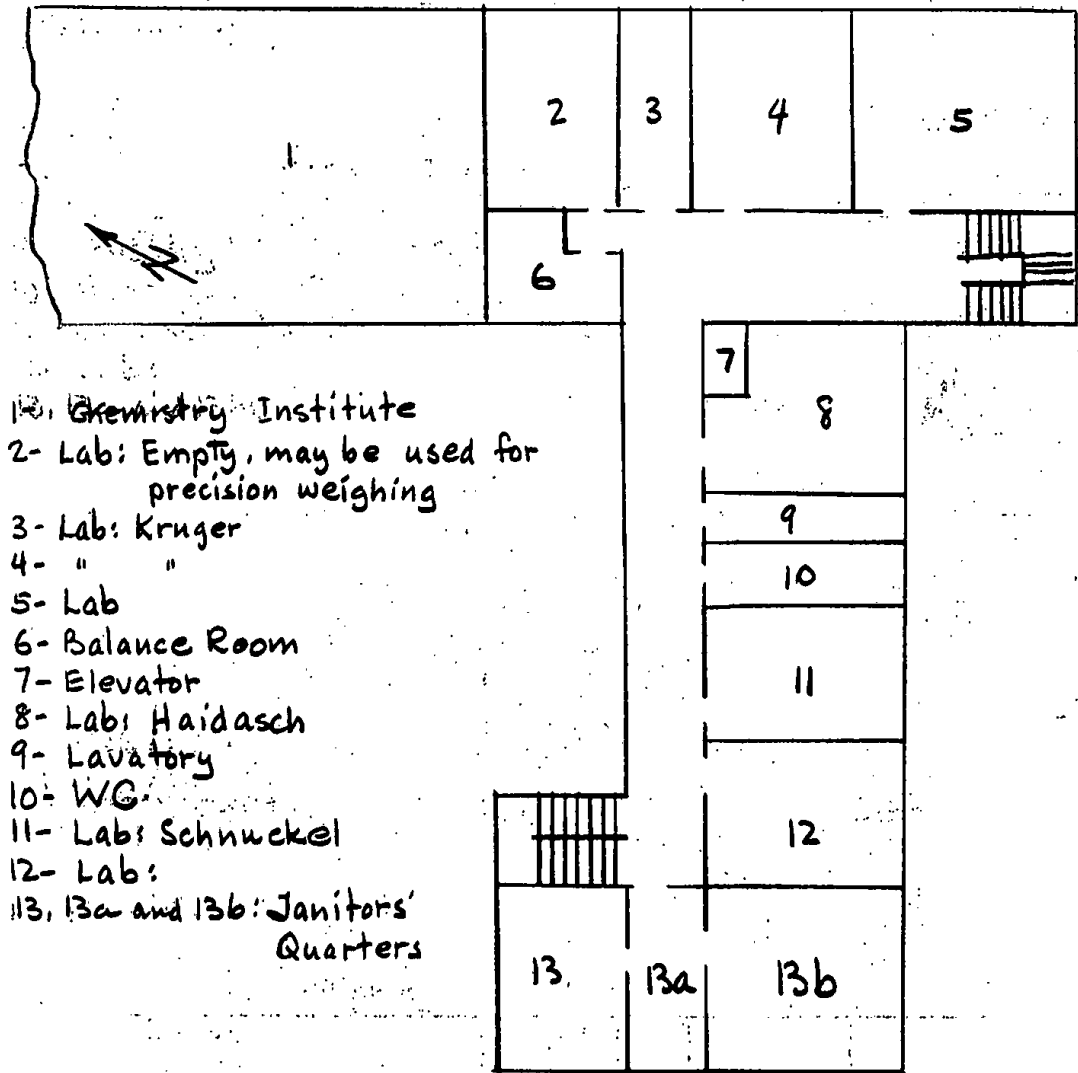 2 3 4 5
1
N
6
7
8
9
10
11
12
13 13a 13b
1- Chemistry Institute
2- Lab: Empty, may be used for
precision weighing
3- Lab: Kruger
4- " "
5- Lab
6- Balance Room
7- Elevator
8- Lab: Haidasch
9- Lavatory
10- WC
11- Lab: Schnuckel
12- Lab:
13, 13a and 13b: Janitors'
Quarters